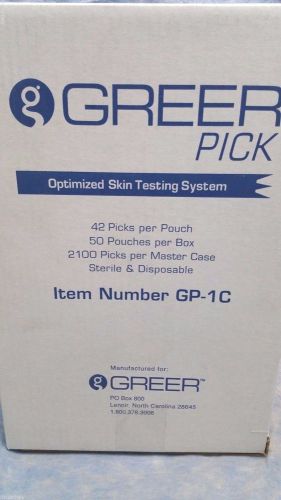 GREER
PICK
Optimized Skin Testing System
42 Picks per Pouch
50 Pouches per Box
2100 Picks per Master Case
Sterile & Disposable
Item Number GP-1C
Manufactured for:
GREER™
PO Box 800
Lenoir, North Carolina 28645
1.800.378.3906